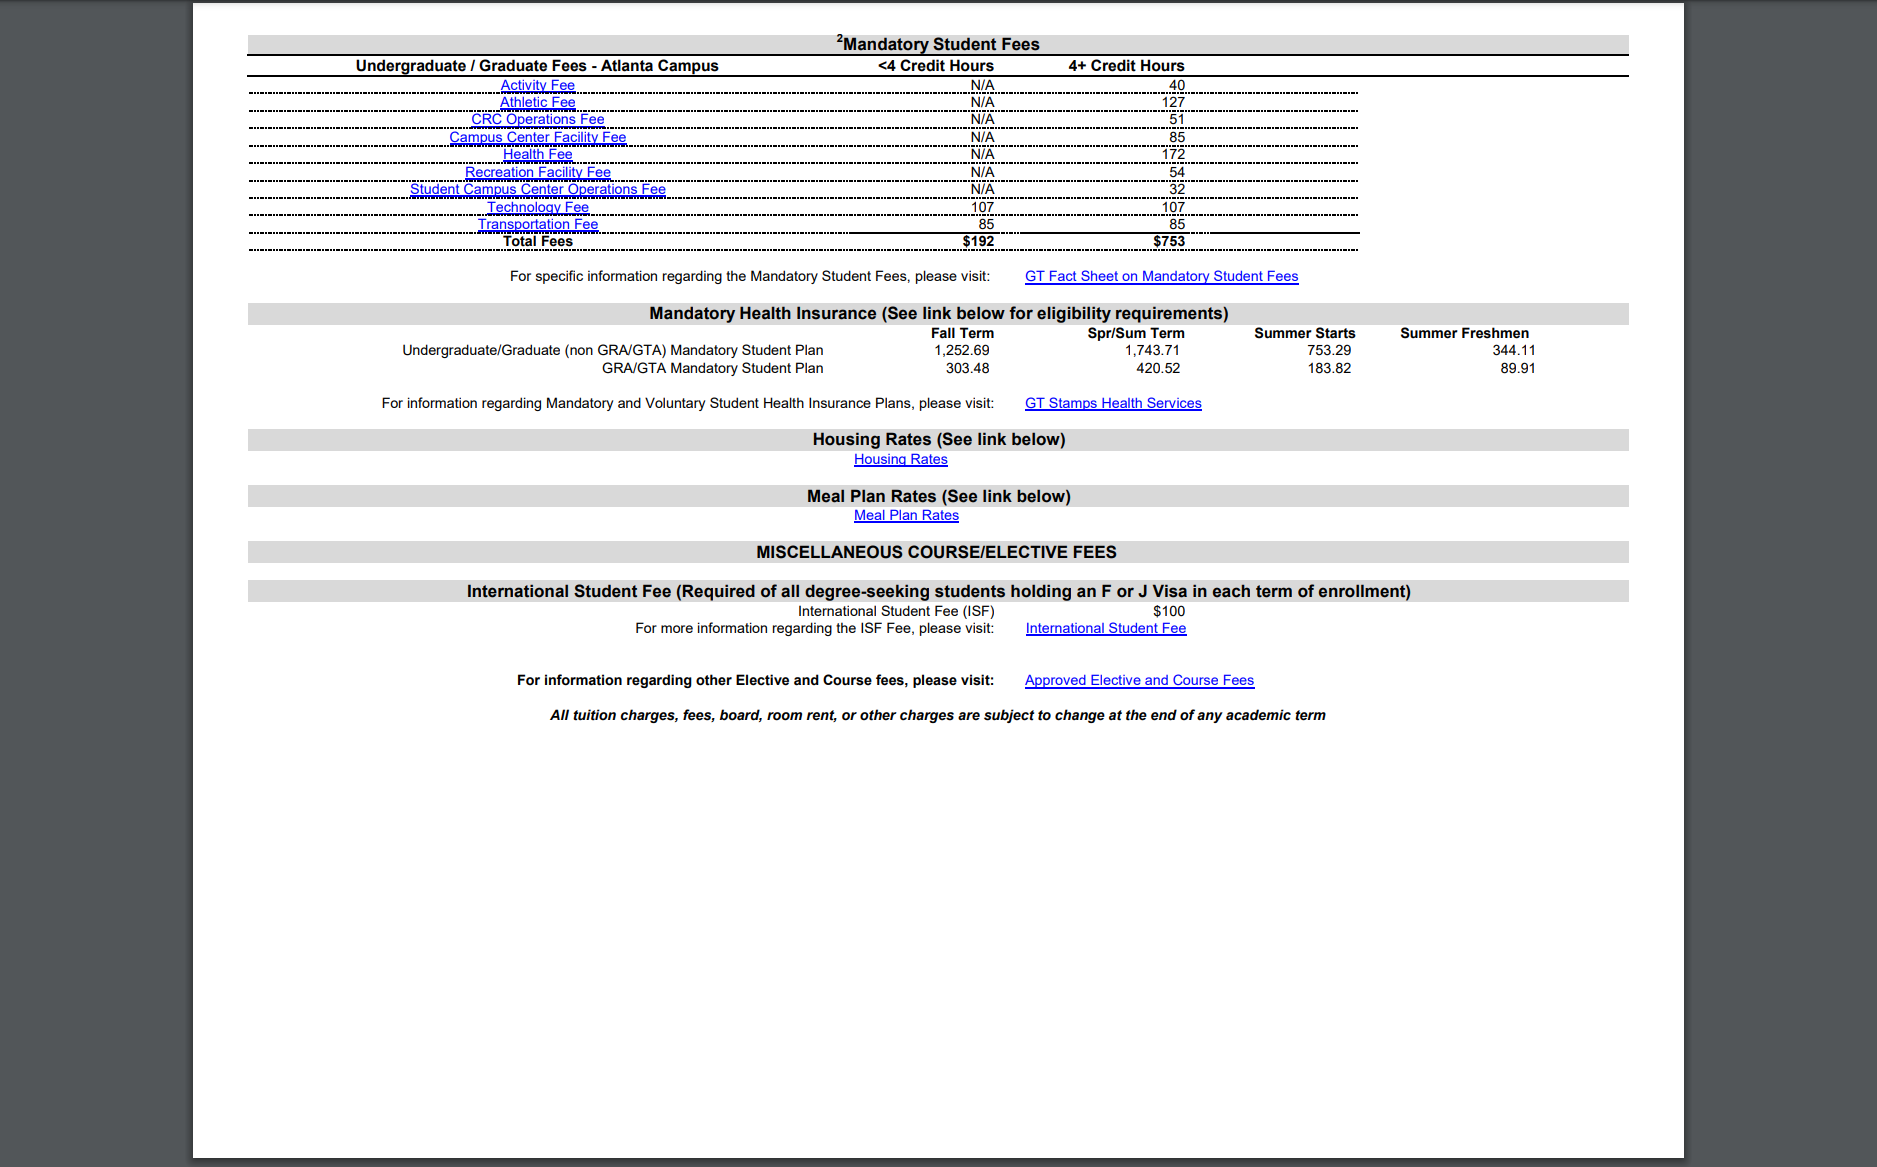 ²Mandatory Student Fees
Undergraduate / Graduate Fees - Atlanta Campus <4 Credit Hours 4+ Credit Hours
Activity Fee N/A 40
Athletic Fee N/A 127
CRC Operations Fee N/A 51
Campus Center Facility Fee N/A 85
Health Fee N/A 172
Recreation Facility Fee N/A 54
Student Campus Center Operations Fee N/A 32
Technology Fee 107 107
Transportation Fee 85 85
Total Fees $192 $753
For specific information regarding the Mandatory Student Fees, please visit: GT Fact Sheet on Mandatory Student Fees
Mandatory Health Insurance (See link below for eligibility requirements)
Fall Term Spr/Sum Term Summer Starts Summer Freshmen
Undergraduate/Graduate (non GRA/GTA) Mandatory Student Plan 1,252.69 1,743.71 753.29 344.11
GRA/GTA Mandatory Student Plan 303.48 420.52 183.82 89.91
For information regarding Mandatory and Voluntary Student Health Insurance Plans, please visit: GT Stamps Health Services
Housing Rates (See link below)
Housing Rates
Meal Plan Rates (See link below)
Meal Plan Rates
MISCELLANEOUS COURSE/ELECTIVE FEES
International Student Fee (Required of all degree-seeking students holding an F or J Visa in each term of enrollment)
International Student Fee (ISF) $100
For more information regarding the ISF Fee, please visit: International Student Fee
For information regarding other Elective and Course fees, please visit: Approved Elective and Course Fees
All tuition charges, fees, board, room rent, or other charges are subject to change at the end of any academic term